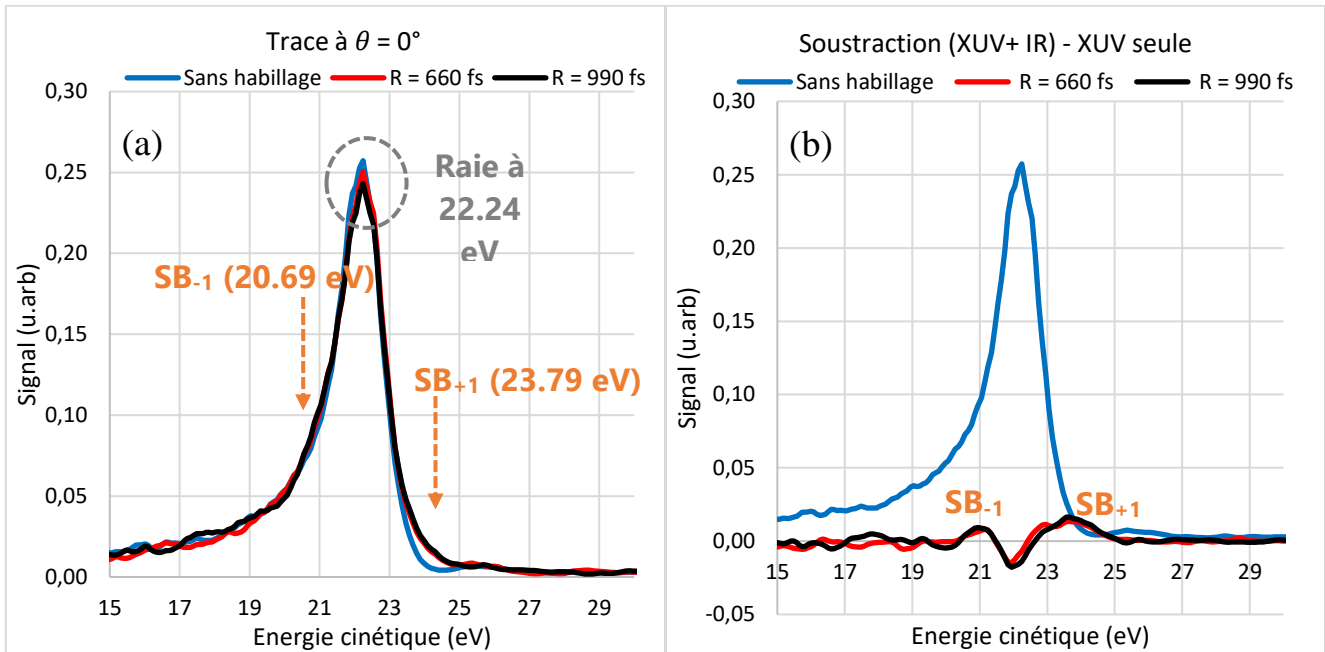 Trace à 𝜃 = 0°
Sans habillage R = 660 fs R = 990 fs
(a)
Raie à
22.24
eV
SB-1 (20.69 eV)
SB+1 (23.79 eV)
0,30
0,25
0,20
0,15
0,10
0,05
0,00
Signal (u.arb)
15 17 19 21 23 25 27 29
Energie cinétique (eV)
Soustraction (XUV+ IR) - XUV seule
Sans habillage R = 660 fs R = 990 fs
(b)
SB-1
SB+1
0,30
0,25
0,20
0,15
0,10
0,05
0,00
-0,05
Signal (u.arb)
15 17 19 21 23 25 27 29
Energie cinétique (eV)